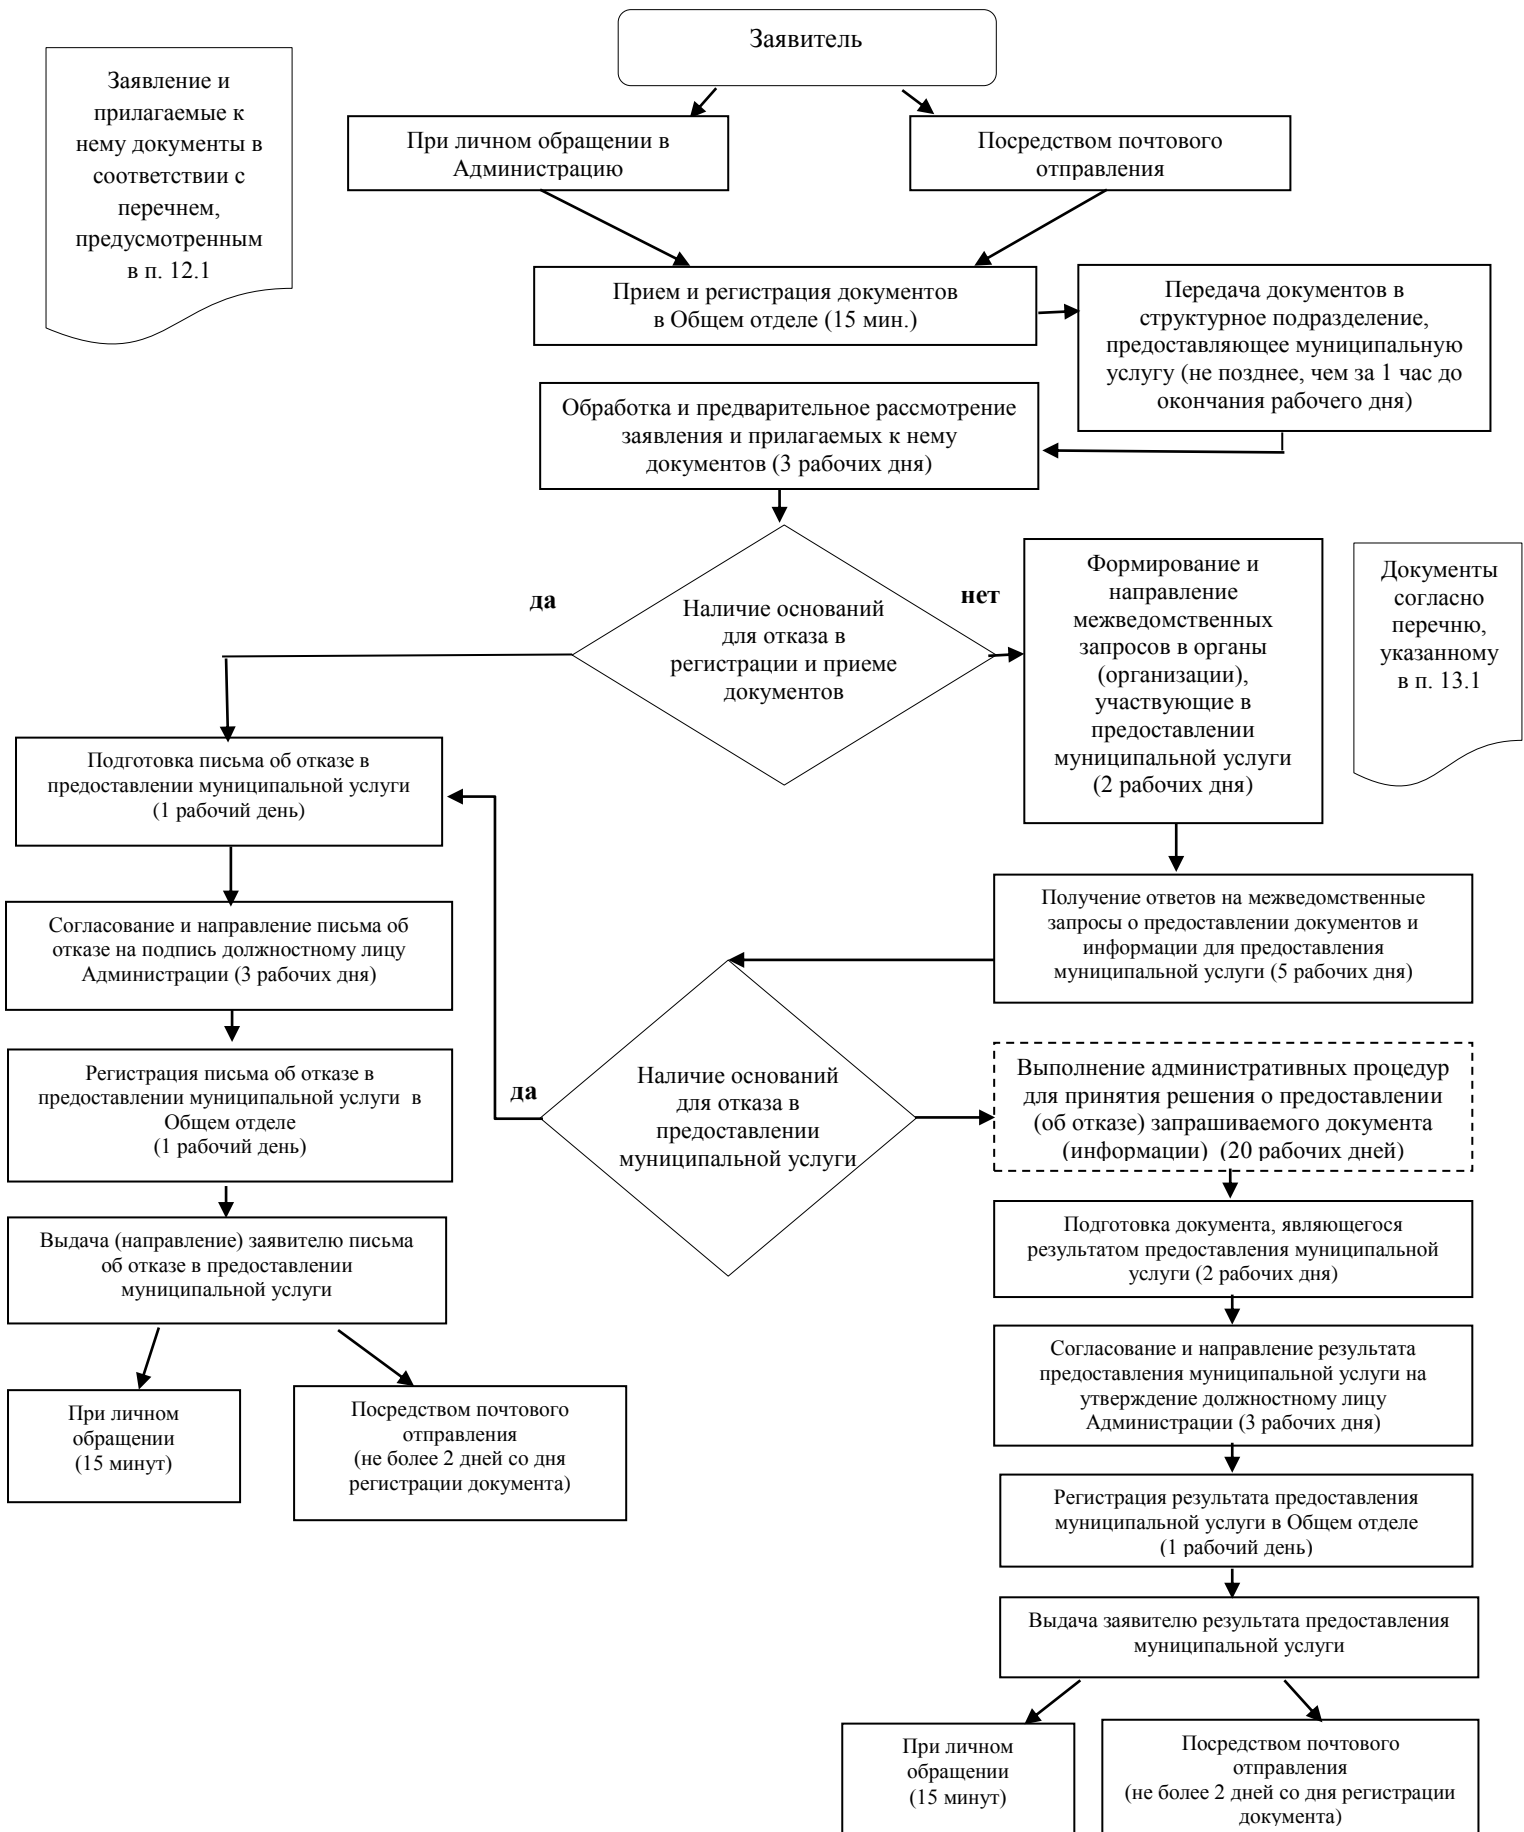 Заявитель
Заявление и
прилагаемые к
нему документы в
соответствии с
перечнем,
предусмотренным
в п. 12.1
При личном обращении в
Администрацию
Посредством почтового
отправления
Прием и регистрация документов
в Общем отделе (15 мин.)
Передача документов в
структурное подразделение,
предоставляющее муниципальную
услугу (не позднее, чем за 1 час до
окончания рабочего дня)
Обработка и предварительное рассмотрение
заявления и прилагаемых к нему
документов (3 рабочих дня)
да
Наличие оснований
для отказа в
регистрации и приеме
документов
нет
Формирование и
направление
межведомственных
запросов в органы
(организации),
участвующие в
предоставлении
муниципальной услуги
(2 рабочих дня)
Документы
согласно
перечню,
указанному
в п. 13.1
Подготовка письма об отказе в
предоставлении муниципальной услуги
(1 рабочий день)
Получение ответов на межведомственные
запросы о предоставлении документов и
информации для предоставления
муниципальной услуги (5 рабочих дня)
Согласование и направление письма об
отказе на подпись должностному лицу
Администрации (3 рабочих дня)
Регистрация письма об отказе в
предоставлении муниципальной услуги в
Общем отделе
(1 рабочий день)
да
Наличие оснований
для отказа в
предоставлении
муниципальной услуги
Выполнение административных процедур
для принятия решения о предоставлении
(об отказе) запрашиваемого документа
(информации) (20 рабочих дней)
Выдача (направление) заявителю письма
об отказе в предоставлении
муниципальной услуги
Подготовка документа, являющегося
результатом предоставления муниципальной
услуги (2 рабочих дня)
При личном
обращении
(15 минут)
Посредством почтового
отправления
(не более 2 дней со дня
регистрации документа)
Согласование и направление результата
предоставления муниципальной услуги на
утверждение должностному лицу
Администрации (3 рабочих дня)
Регистрация результата предоставления
муниципальной услуги в Общем отделе
(1 рабочий день)
Выдача заявителю результата предоставления
муниципальной услуги
При личном
обращении
(15 минут)
Посредством почтового
отправления
(не более 2 дней со дня регистрации
документа)